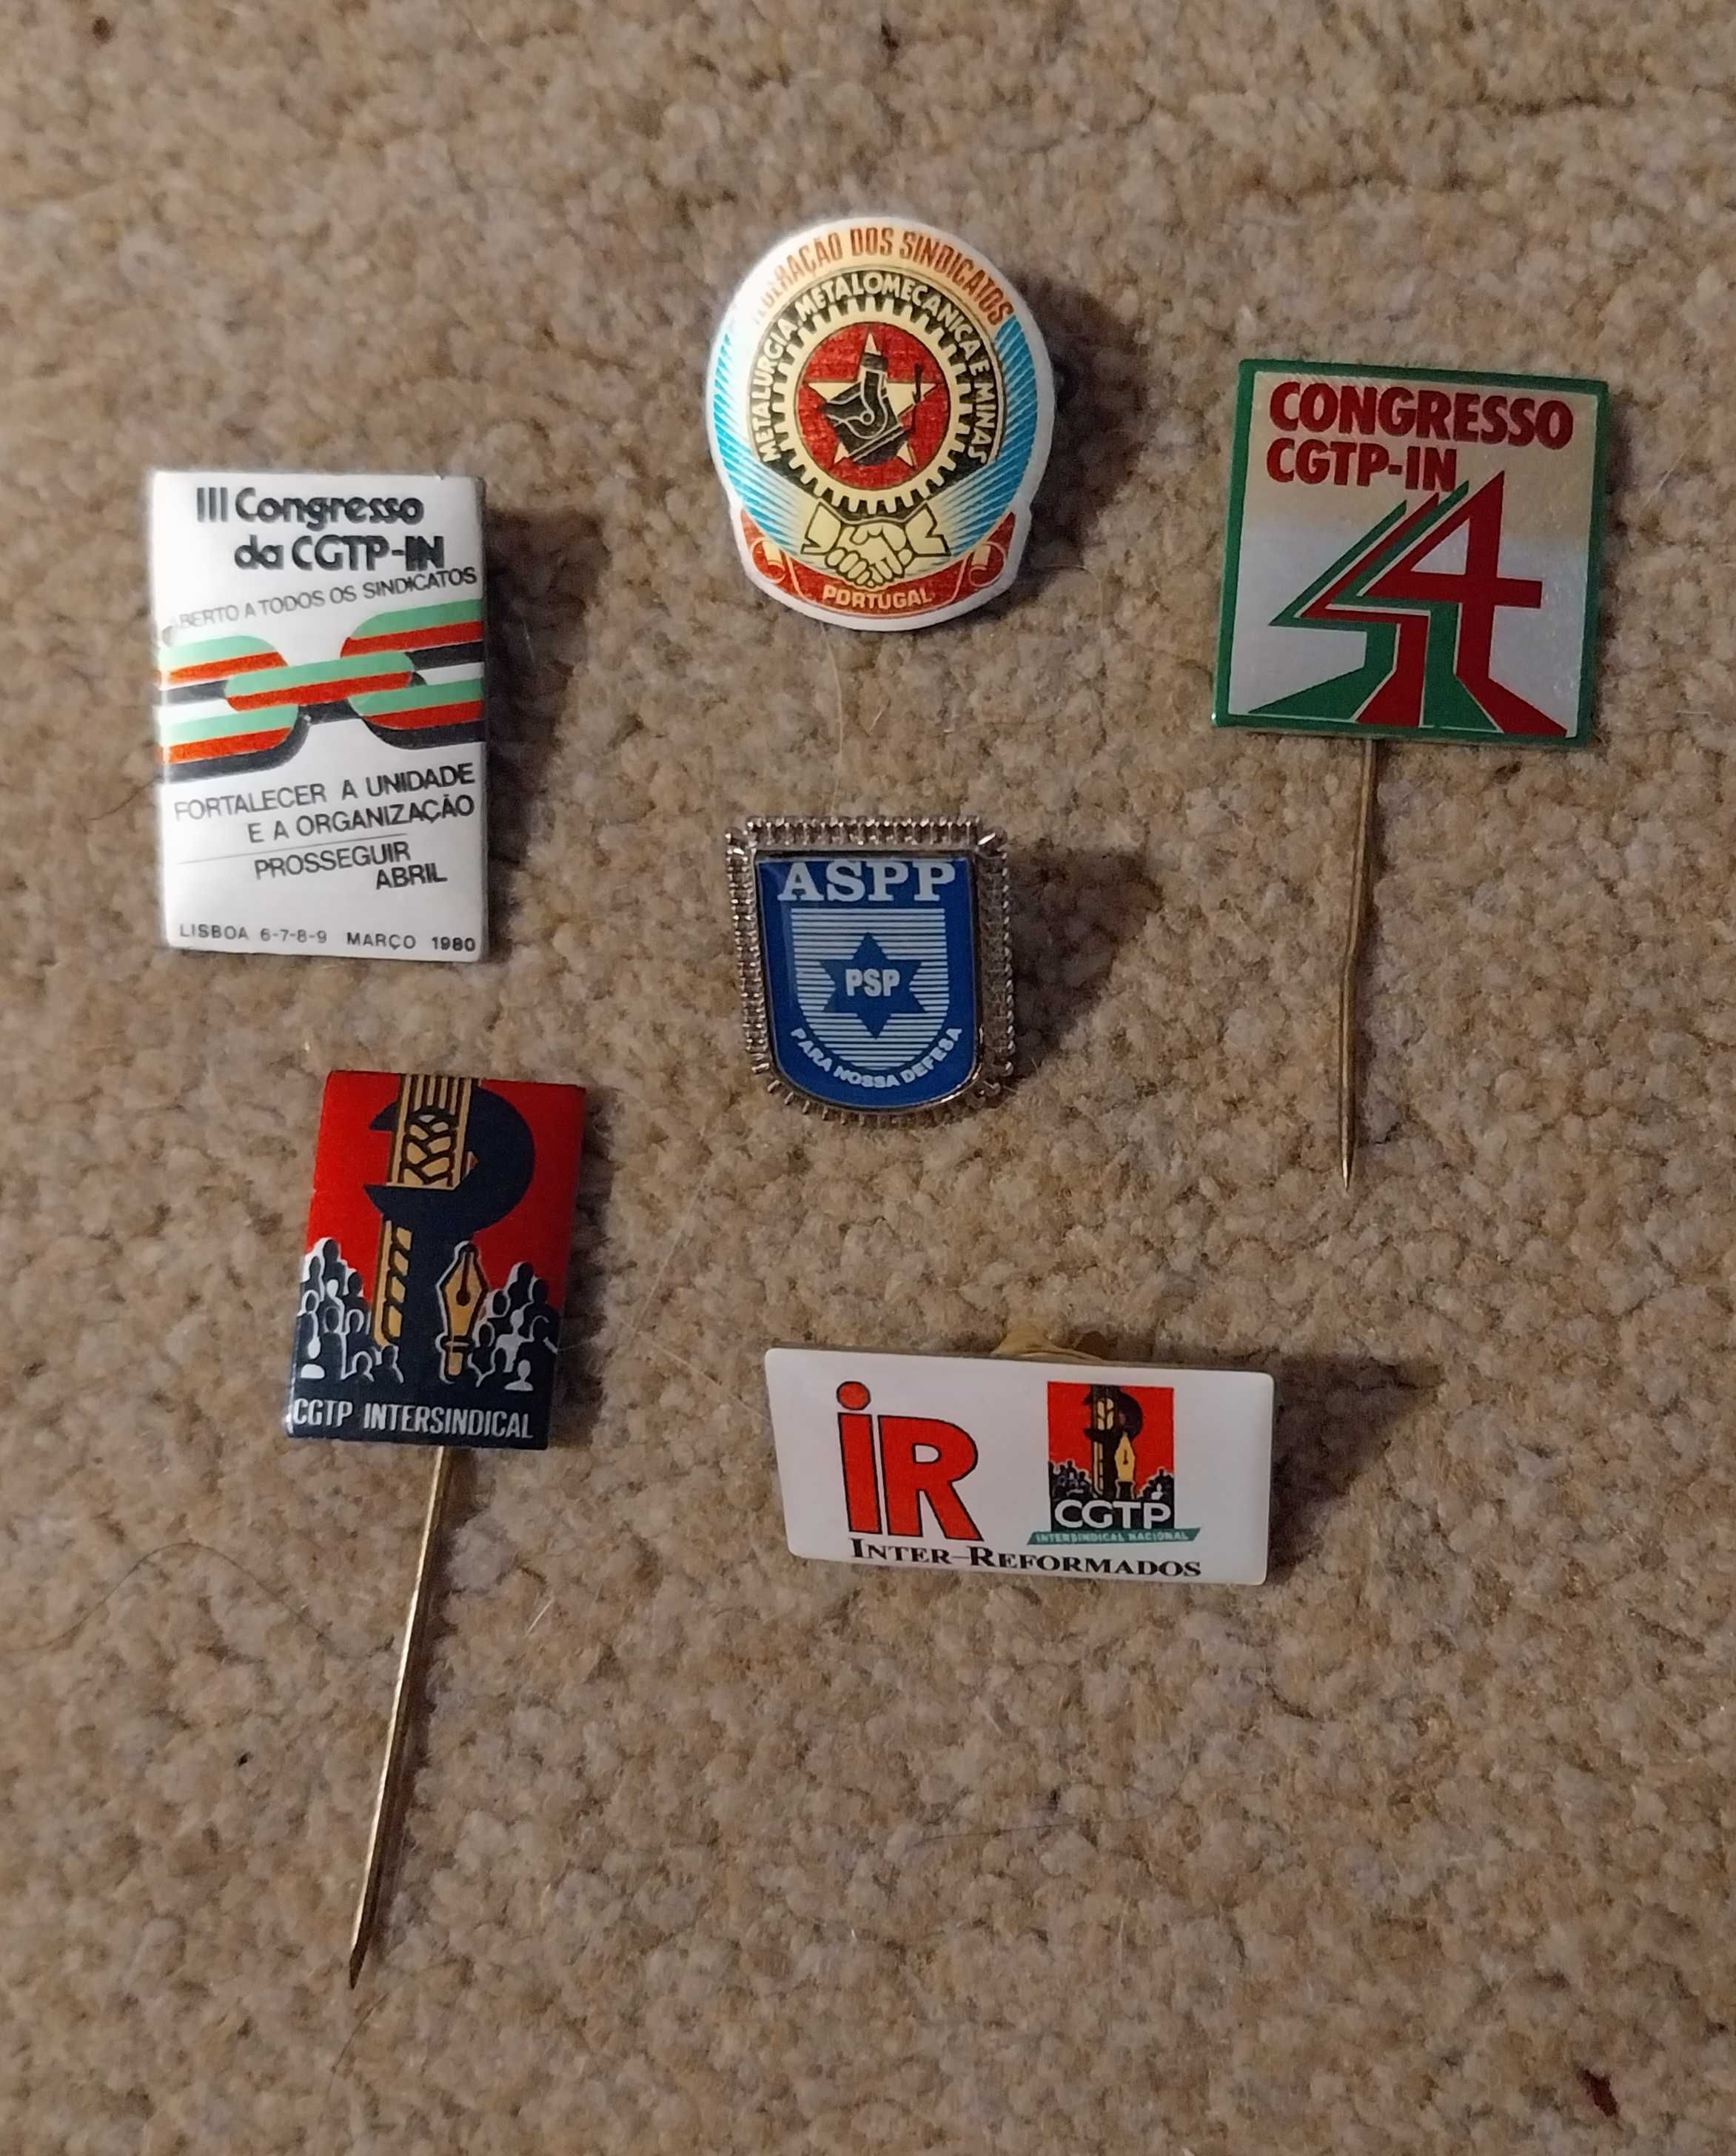 DOS SINDICATOS
METALURGIA METALOMECANICA E MINAS
PORTUGAL
CONGRESSO
CGTP-IN
4
III Congresso
da CGTP-IN
ABERTO A TODOS OS SINDICATOS
FORTALECER A UNIDADE
E A ORGANIZAÇÃO
PROSSEGUIR
ABRIL
LISBOA 6-7-8-9 MARÇO 1980
ASPP
PSP
PARA NOSSA DEFESA
CGTP INTERSINDICAL
iR
CGTP
INTERSINDICAL NACIONAL
INTER-REFORMADOS